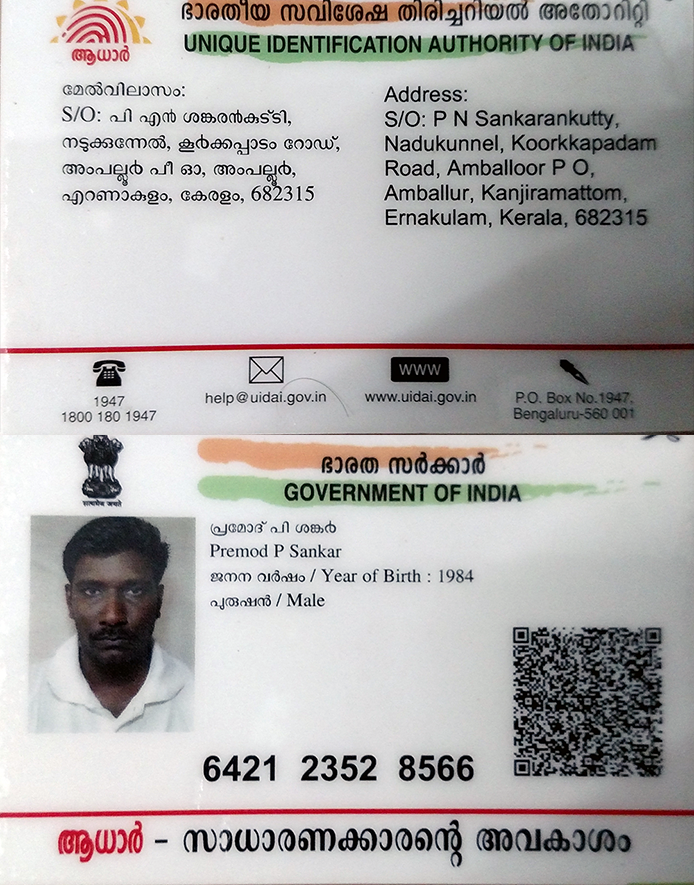 ആധാർ
ഭാരതീയ സവിശേഷ തിരിച്ചറിയൽ അതോറിറ്റി
UNIQUE IDENTIFICATION AUTHORITY OF INDIA
മേൽവിലാസം:
S/O: പി എൻ ശങ്കരൻകുട്ടി,
നടുക്കുന്നേൽ, കൂർക്കപ്പാടം റോഡ്,
അംപല്ലൂർ പീ ഓ, അംപല്ലൂർ,
എറണാകുളം, കേരളം, 682315
Address:
S/O: P N Sankarankutty,
Nadukunnel, Koorkkapadam
Road, Amballoor P O,
Amballur, Kanjiramattom,
Ernakulam, Kerala, 682315
1947
1800 180 1947
help@uidai.gov.in
WWW
www.uidai.gov.in
P.O. Box No.1947,
Bengaluru-560 001
ഭാരത സർക്കാർ
GOVERNMENT OF INDIA
सत्यमेव जयते
പ്രമോദ് പി ശങ്കർ
Premod P Sankar
ജനന വർഷം / Year of Birth : 1984
പുരുഷൻ / Male
6421 2352 8566
ആധാർ - സാധാരണക്കാരന്റെ അവകാശം